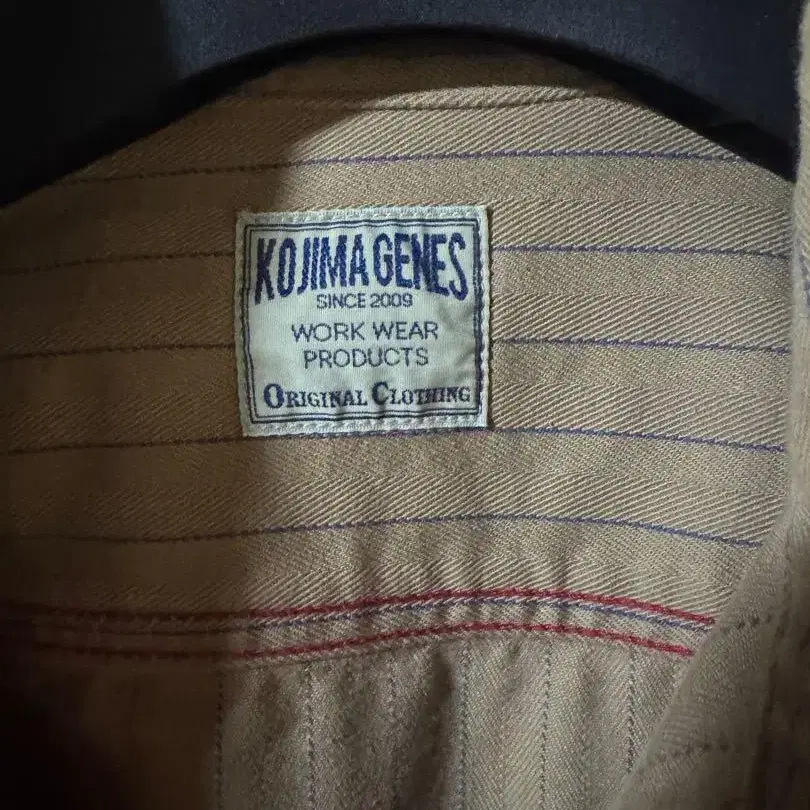 KOJIMA GENES
SINCE 2009
WORK WEAR
PRODUCTS
ORIGINAL CLOTHING